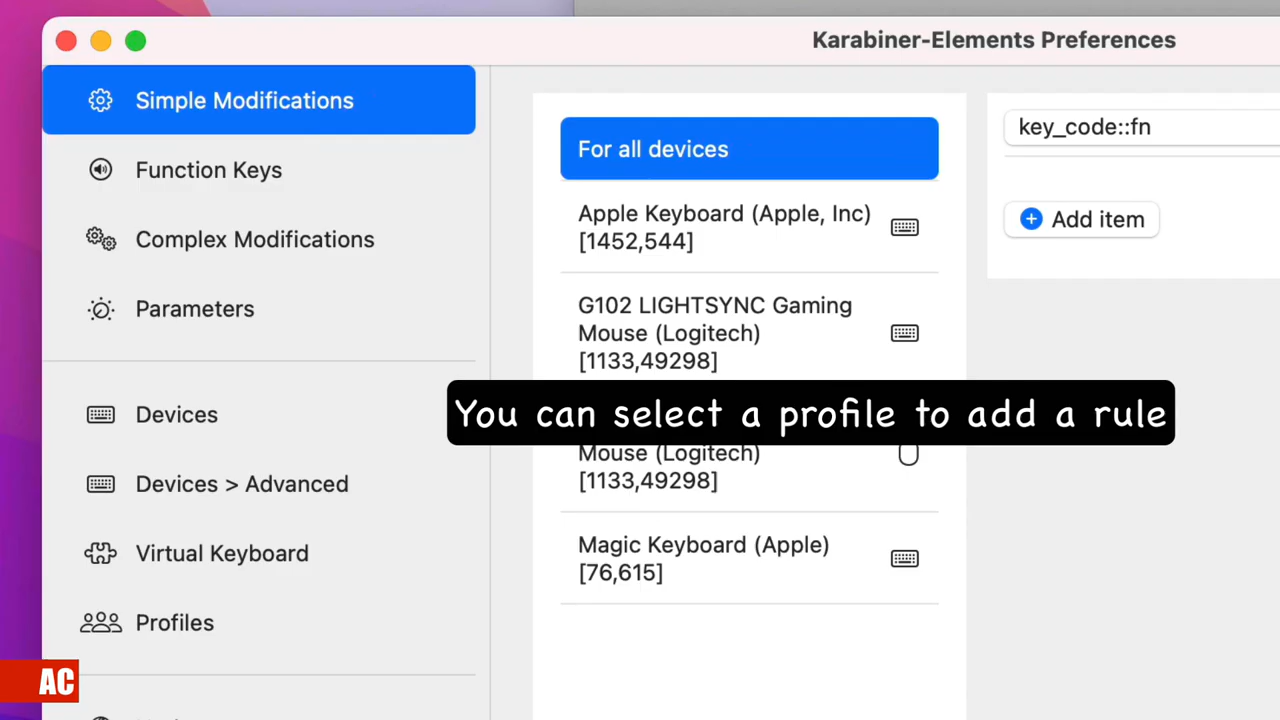 Karabiner-Elements Preferences
Simple Modifications
Function Keys
Complex Modifications
Parameters
Devices
Devices > Advanced
Virtual Keyboard
Profiles
For all devices
Apple Keyboard (Apple, Inc)
[1452,544]
G102 LIGHTSYNC Gaming
Mouse (Logitech)
[1133,49298]
You can select a profile to add a rule
Mouse (Logitech)
[1133,49298]
Magic Keyboard (Apple)
[76,615]
key_code::fn
Add item
AC